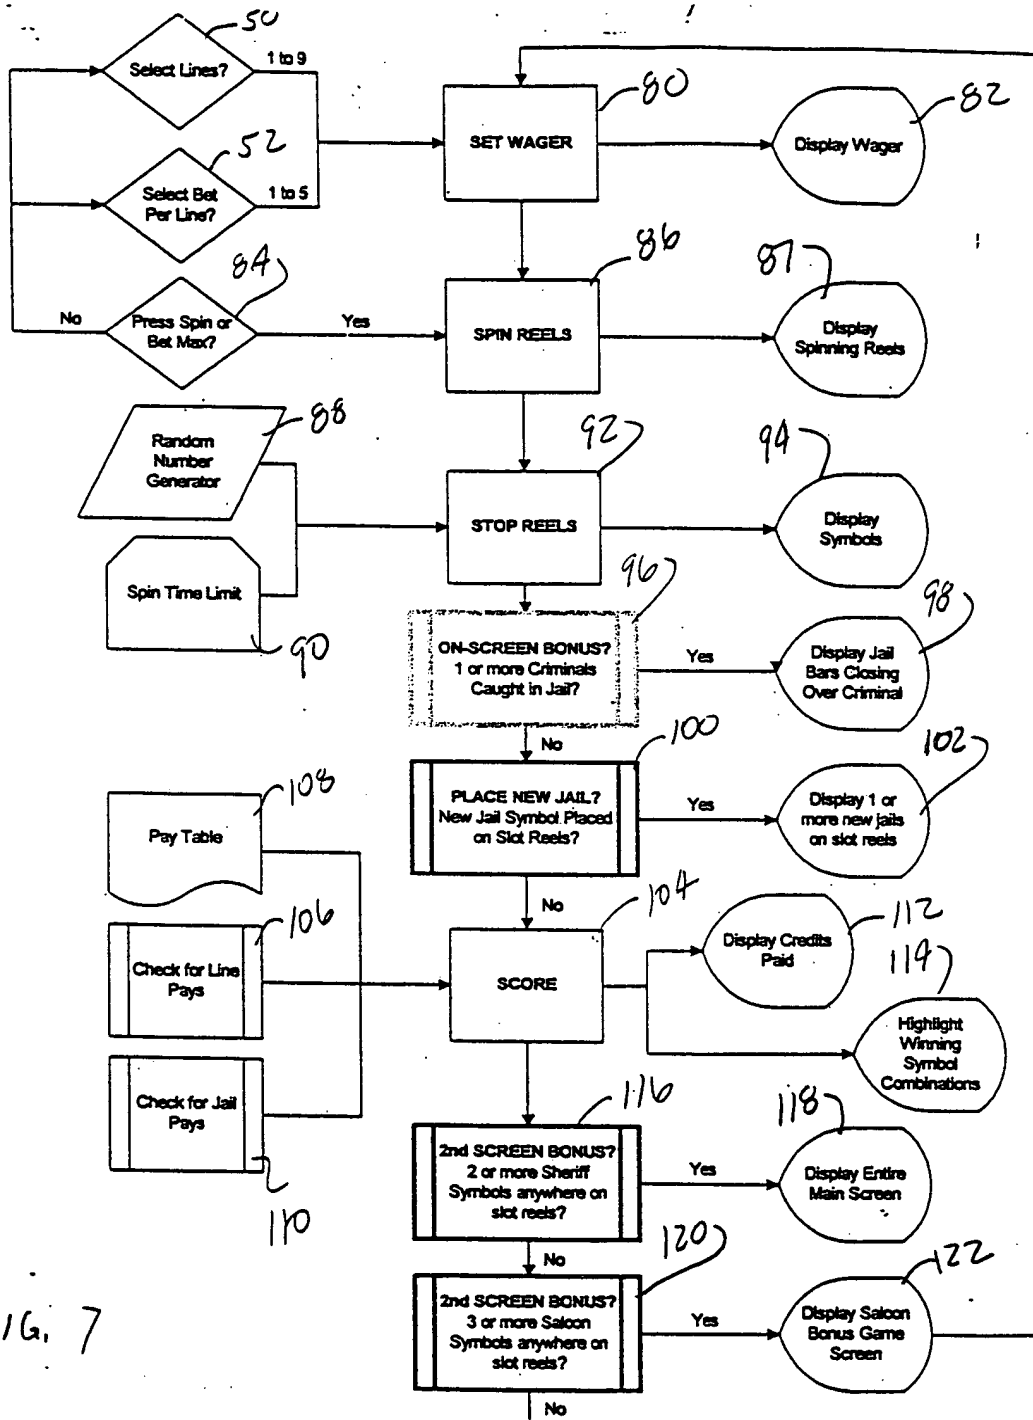 50
Select Lines?
1 to 9
80
82
SET WAGER
Display Wager
52
Select Bet
Per Line?
1 to 5
84
86
87
No
Press Spin or
Bet Max?
Yes
SPIN REELS
Display
Spinning Reels
88
Random
Number
Generator
92
94
STOP REELS
Display
Symbols
Spin Time Limit
90
96
98
ON-SCREEN BONUS?
1 or more Criminals
Caught in Jail?
Yes
Display Jail
Bars Closing
Over Criminal
No
100
102
PLACE NEW JAIL?
New Jail Symbol Placed
on Slot Reels?
Yes
Display 1 or
more new jails
on slot reels
108
Pay Table
No
104
106
Check for Line
Pays
SCORE
Display Credits
Paid
112
114
Highlight
Winning
Symbol
Combinations
Check for Jail
Pays
110
116
118
2nd SCREEN BONUS?
2 or more Sheriff
Symbols anywhere on
slot reels?
Yes
Display Entire
Main Screen
No
120
122
2nd SCREEN BONUS?
3 or more Saloon
Symbols anywhere on
slot reels?
Yes
Display Saloon
Bonus Game
Screen
No
IG. 7